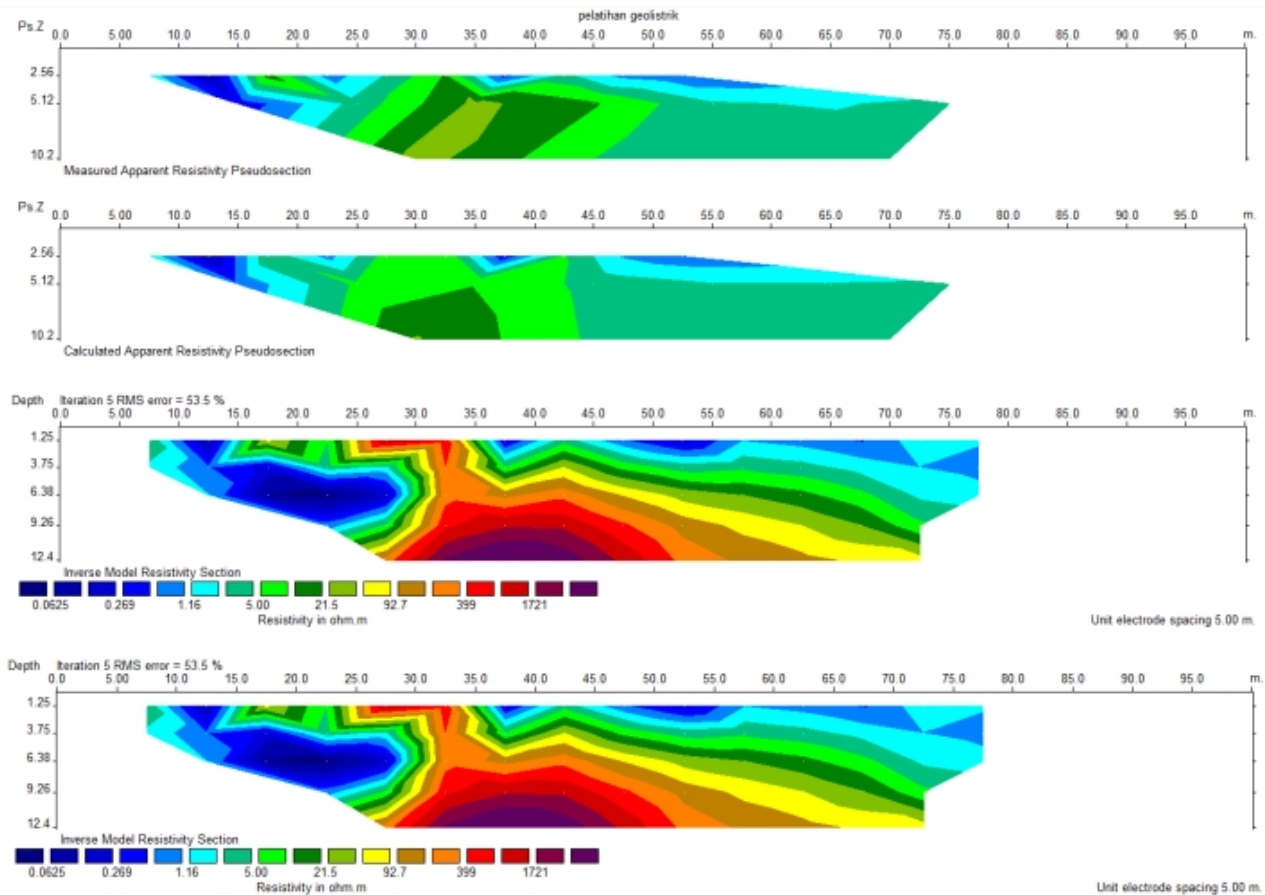 pelatihan geolistrik
Ps.Z 0.0 5.00 10.0 15.0 20.0 25.0 30.0 35.0 40.0 45.0 50.0 55.0 60.0 65.0 70.0 75.0 80.0 85.0 90.0 95.0 m.
2.56
5.12
10.2
Measured Apparent Resistivity Pseudosection
Ps.Z 0.0 5.00 10.0 15.0 20.0 25.0 30.0 35.0 40.0 45.0 50.0 55.0 60.0 65.0 70.0 75.0 80.0 85.0 90.0 95.0 m.
2.56
5.12
10.2
Calculated Apparent Resistivity Pseudosection
Depth Iteration 5 RMS error = 53.5 %
0.0 5.00 10.0 15.0 20.0 25.0 30.0 35.0 40.0 45.0 50.0 55.0 60.0 65.0 70.0 75.0 80.0 85.0 90.0 95.0 m.
1.25
3.75
6.38
9.26
12.4
Inverse Model Resistivity Section
0.0625 0.269 1.16 5.00 21.5 92.7 399 1721
Resistivity in ohm.m Unit electrode spacing 5.00 m.
Depth Iteration 5 RMS error = 53.5 %
0.0 5.00 10.0 15.0 20.0 25.0 30.0 35.0 40.0 45.0 50.0 55.0 60.0 65.0 70.0 75.0 80.0 85.0 90.0 95.0 m.
1.25
3.75
6.38
9.26
12.4
Inverse Model Resistivity Section
0.0625 0.269 1.16 5.00 21.5 92.7 399 1721
Resistivity in ohm.m Unit electrode spacing 5.00 m.